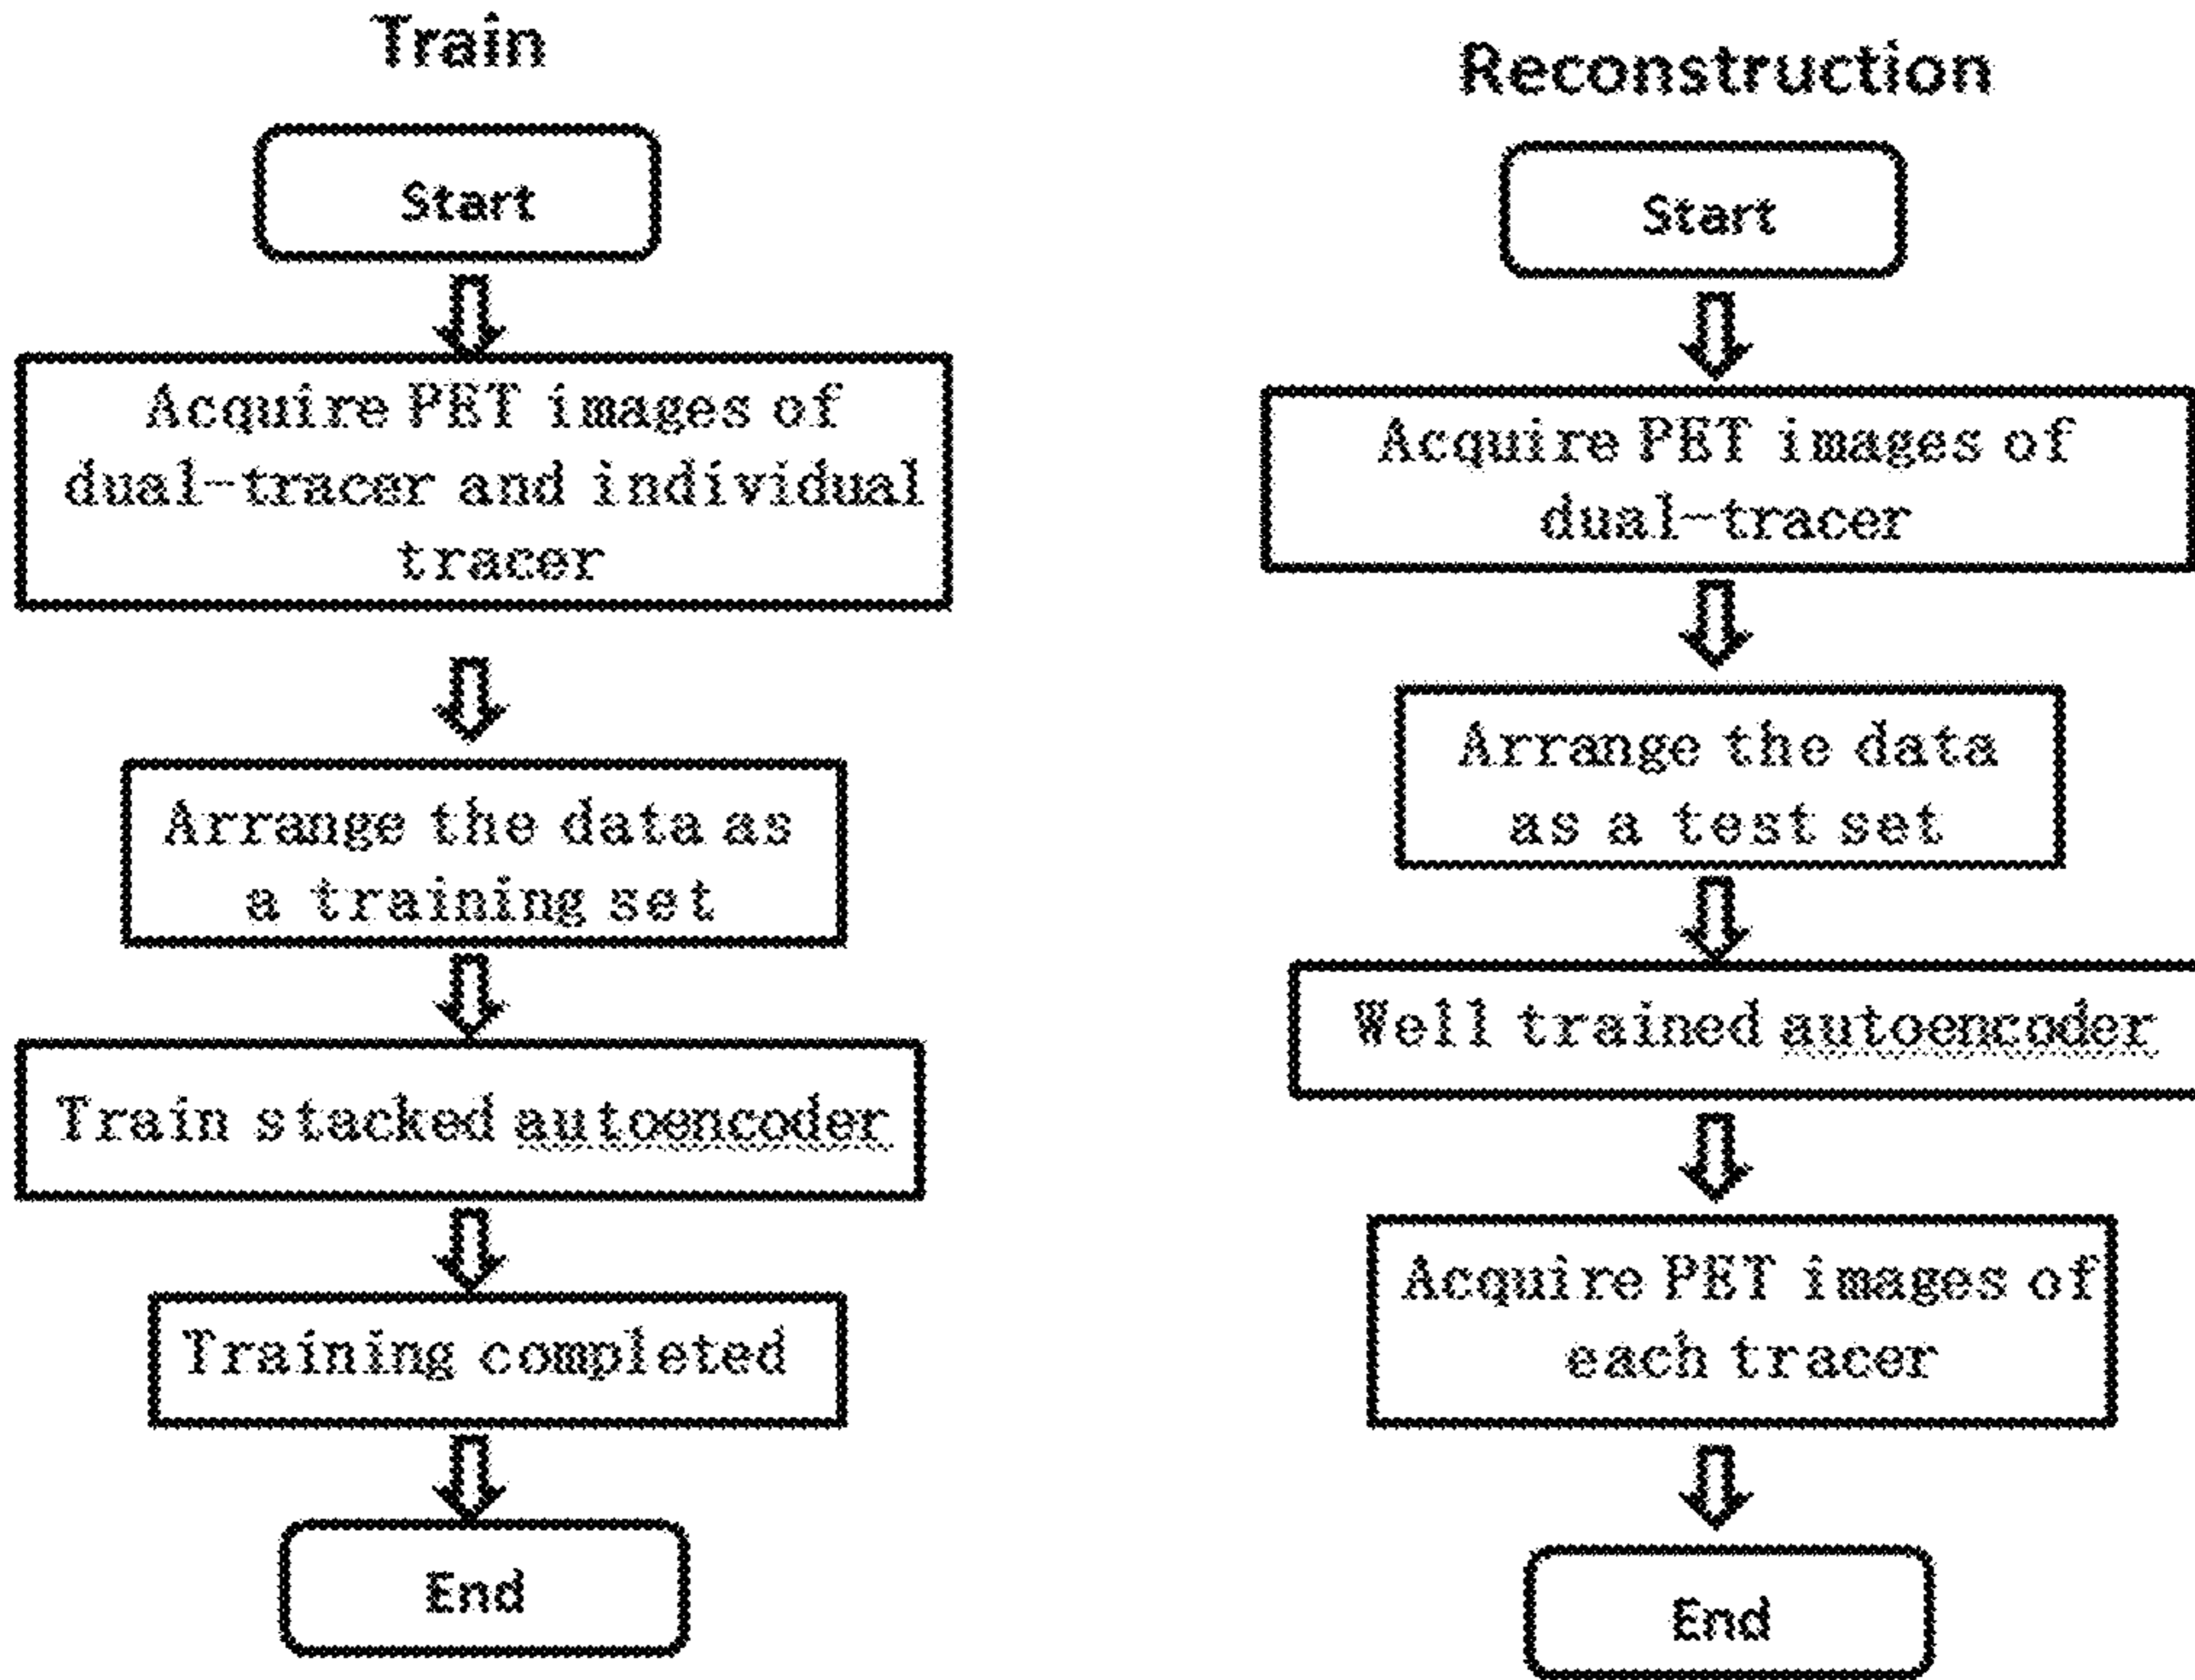 Train
Start
Acquire PET images of
dual-tracer and individual
tracer
Arrange the data as
a training set
Train stacked autoencoder
Training completed
End
Reconstruction
Start
Acquire PET images of
dual-tracer
Arrange the data
as a test set
Well trained autoencoder
Acquire PET images of
each tracer
End